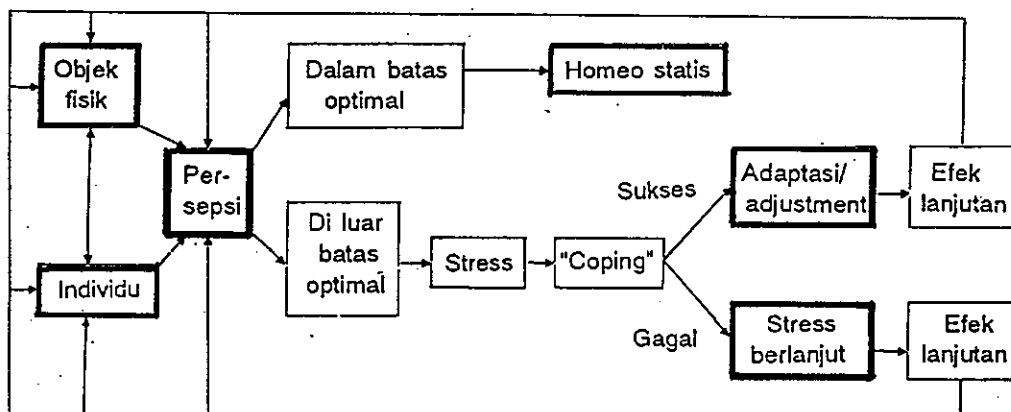 Objek
fisik
Dalam batas
optimal
Homeo statis
Per-
sepsi
Sukses
Adaptasi/
adjustment
Efek
lanjutan
Di luar
batas
optimal
Stress
"Coping"
Individu
Gagal
Stress
berlanjut
Efek
lanjutan